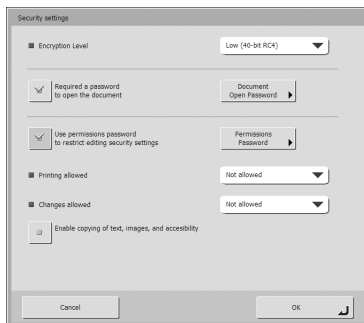 Security settings
Encryption Level
Low (40-bit RC4)
Required a password
to open the document
Document
Open Password
Use permissions password
to restrict editing security settings
Permissions
Password
Printing allowed
Not allowed
Changes allowed
Not allowed
Enable copying of text, images, and accesibility
Cancel
OK